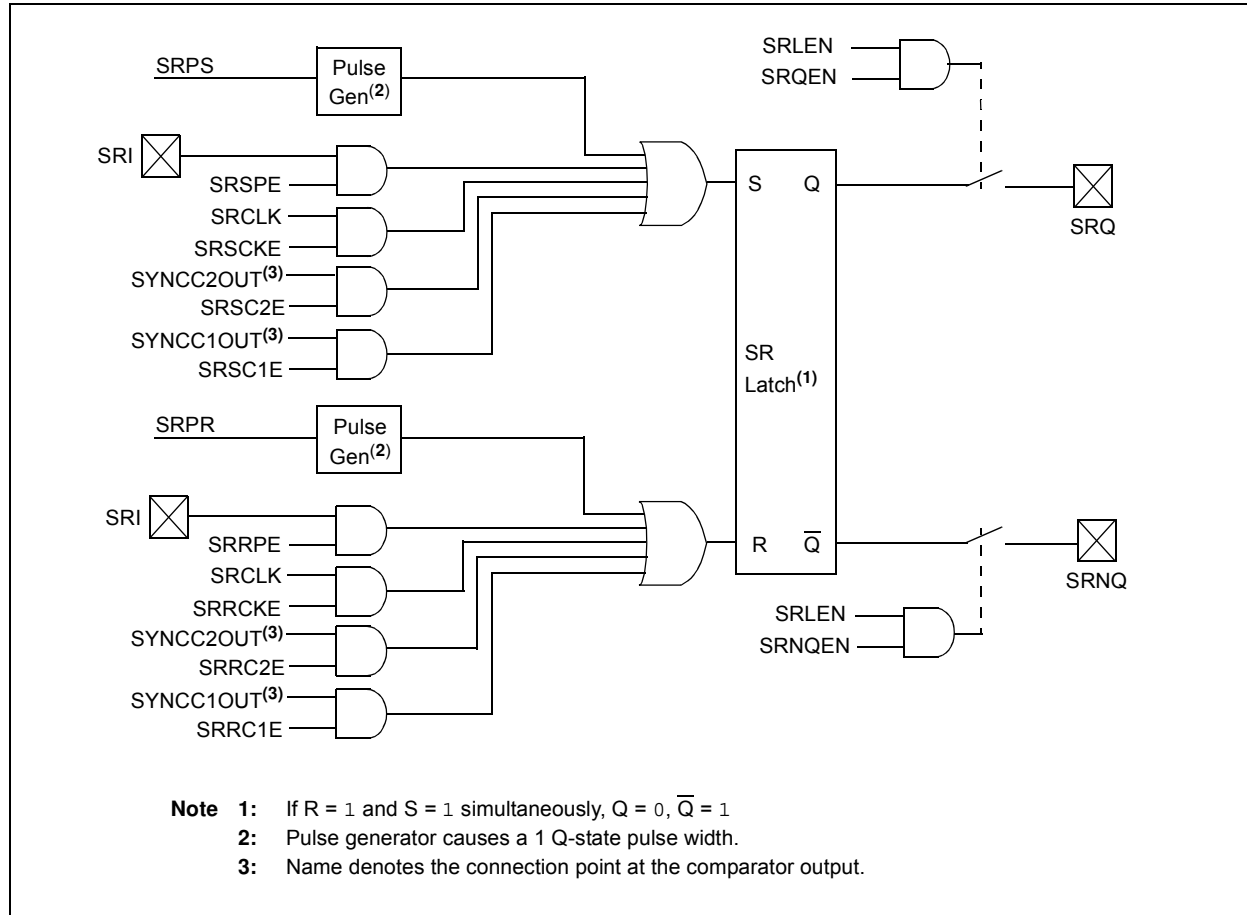 SRPS
Pulse
Gen(2)
SRI
SRSPE
SRCLK
SRSCKE
SYNCC2OUT(3)
SRSC2E
SYNCC1OUT(3)
SRSC1E
SRPR
Pulse
Gen(2)
SRI
SRRPE
SRCLK
SRRCKE
SYNCC2OUT(3)
SRRC2E
SYNCC1OUT(3)
SRRC1E
S Q
SR
Latch(1)
R Q̅
SRLEN
SRQEN
SRQ
SRLEN
SRNQEN
SRNQ
Note 1: If R = 1 and S = 1 simultaneously, Q = 0, Q̅ = 1
2: Pulse generator causes a 1 Q-state pulse width.
3: Name denotes the connection point at the comparator output.